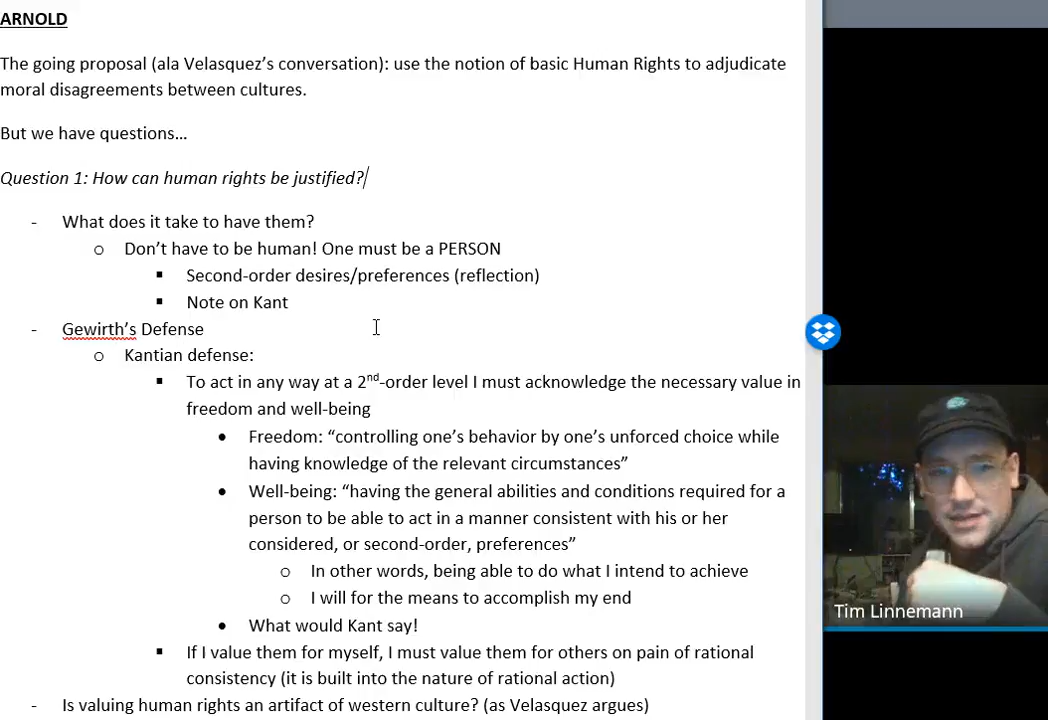 ARNOLD
The going proposal (ala Velasquez's conversation): use the notion of basic Human Rights to adjudicate
moral disagreements between cultures.
But we have questions…
Question 1: How can human rights be justified?
- What does it take to have them?
o Don't have to be human! One must be a PERSON
▪ Second-order desires/preferences (reflection)
▪ Note on Kant
- Gewirth's Defense
o Kantian defense:
▪ To act in any way at a 2nd-order level I must acknowledge the necessary value in
freedom and well-being
• Freedom: “controlling one's behavior by one's unforced choice while
having knowledge of the relevant circumstances”
• Well-being: “having the general abilities and conditions required for a
person to be able to act in a manner consistent with his or her
considered, or second-order, preferences”
o In other words, being able to do what I intend to achieve
o I will for the means to accomplish my end
• What would Kant say!
▪ If I value them for myself, I must value them for others on pain of rational
consistency (it is built into the nature of rational action)
- Is valuing human rights an artifact of western culture? (as Velasquez argues)
Tim Linnemann